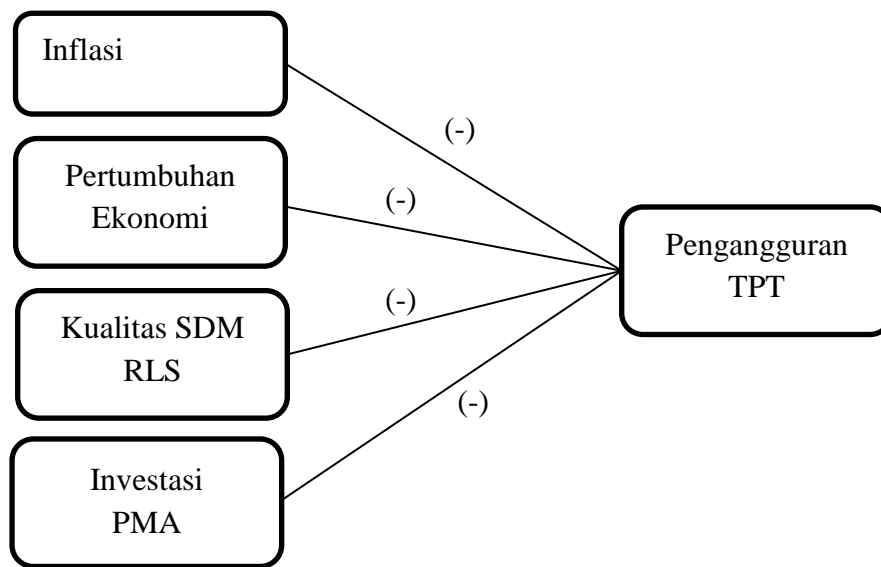 Inflasi
(-)
Pertumbuhan
Ekonomi
(-)
Pengangguran
TPT
Kualitas SDM
RLS
(-)
(-)
Investasi
PMA